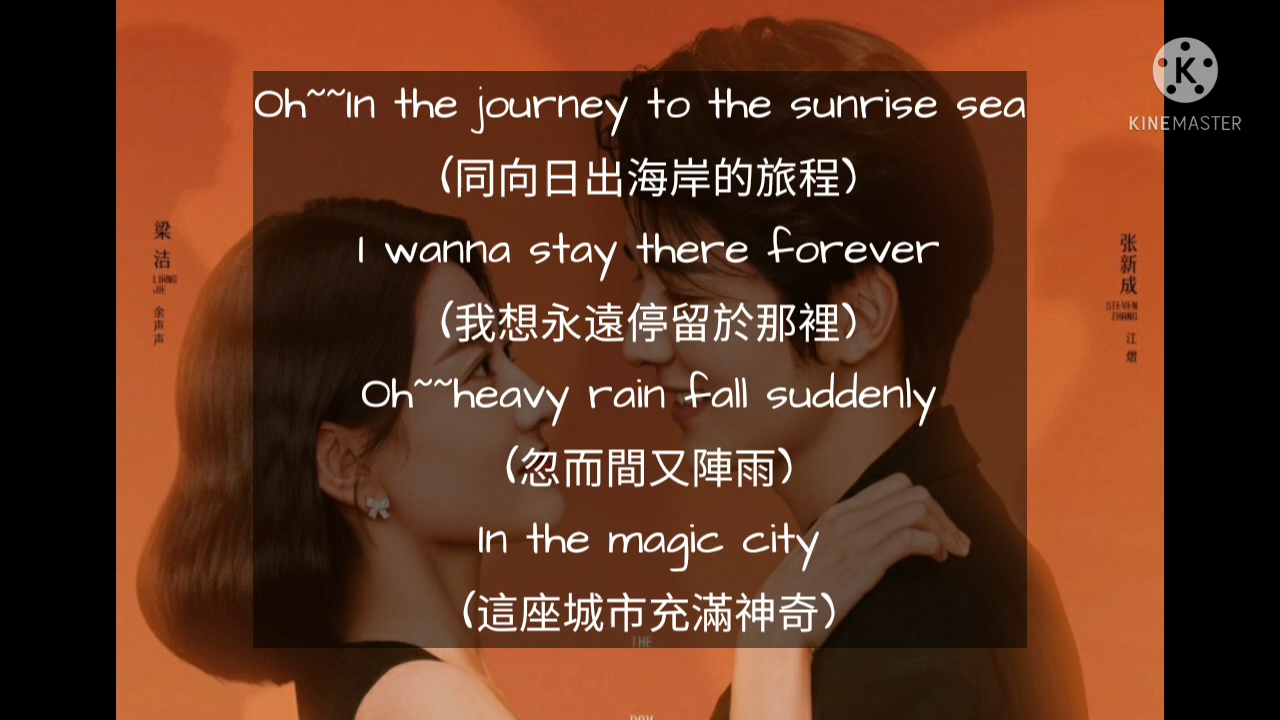 Oh~~In the journey to the sunrise sea
(同向日出海岸的旅程)
I wanna stay there forever
(我想永遠停留於那裡)
Oh~~heavy rain fall suddenly
(忽而間又陣雨)
In the magic city
(這座城市充滿神奇)
梁洁
LIANG
JIE
余声声
张新成
STEVEN
ZHANG
江熠
THE
K
KINEMASTER